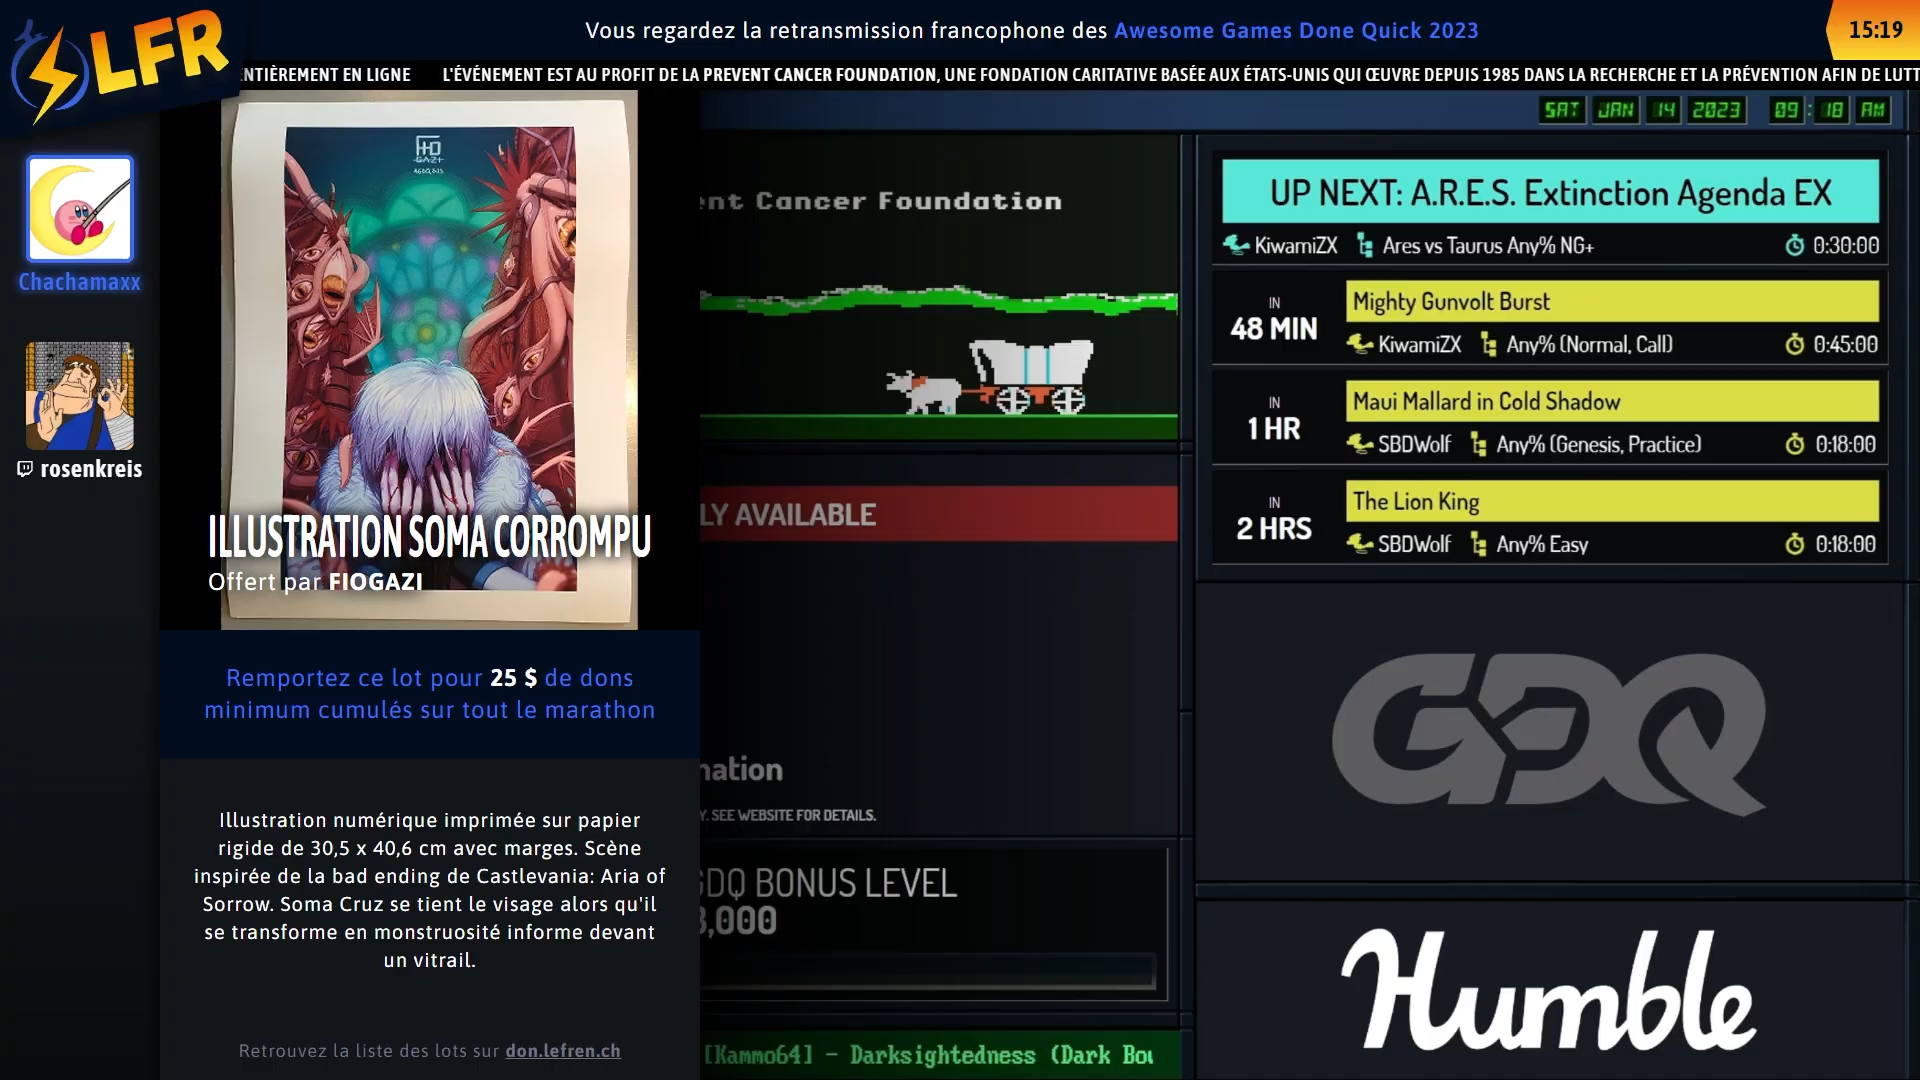 LFR
Vous regardez la retransmission francophone des Awesome Games Done Quick 2023
15:19
ENTIÈREMENT EN LIGNE L'ÉVÉNEMENT EST AU PROFIT DE LA PREVENT CANCER FOUNDATION, UNE FONDATION CARITATIVE BASÉE AUX ÉTATS-UNIS QUI ŒUVRE DEPUIS 1985 DANS LA RECHERCHE ET LA PRÉVENTION AFIN DE LUTT
Chachamaxx
rosenkreis
GAZI
ILLUSTRATION SOMA CORROMPU
Offert par FIOGAZI
Remportez ce lot pour 25 $ de dons
minimum cumulés sur tout le marathon
Illustration numérique imprimée sur papier
rigide de 30,5 x 40,6 cm avec marges. Scène
inspirée de la bad ending de Castlevania: Aria of
Sorrow. Soma Cruz se tient le visage alors qu'il
se transforme en monstruosité informe devant
un vitrail.
Retrouvez la liste des lots sur don.lefren.ch
ent Cancer Foundation
LY AVAILABLE
nation
Y. SEE WEBSITE FOR DETAILS.
GDQ BONUS LEVEL
3,000
[Kammo64] - Darksightedness (Dark Bow
SAT JAN 14 2023 09:18 AM
UP NEXT: A.R.E.S. Extinction Agenda EX
KiwamiZX Ares vs Taurus Any% NG+ 0:30:00
IN 48 MIN
Mighty Gunvolt Burst
KiwamiZX Any% (Normal, Call) 0:45:00
IN 1 HR
Maui Mallard in Cold Shadow
SBDWolf Any% (Genesis, Practice) 0:18:00
IN 2 HRS
The Lion King
SBDWolf Any% Easy 0:18:00
GDQ
Humble